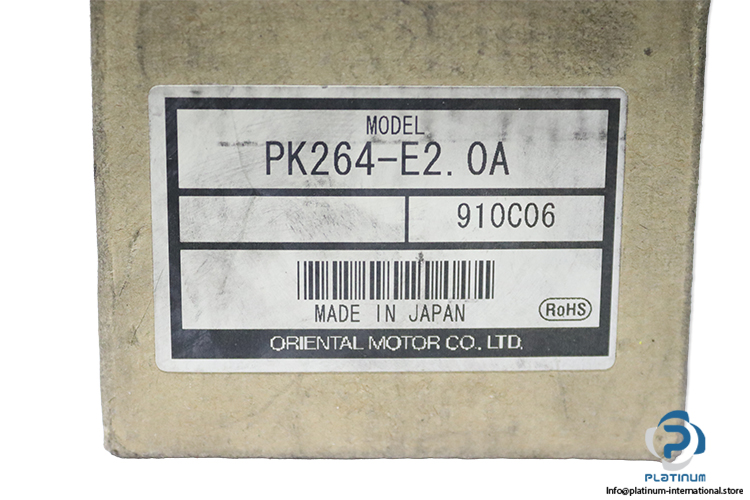 MODEL
PK264-E2.0A
910C06
MADE IN JAPAN
RoHS
ORIENTAL MOTOR CO., LTD.
PLATINUM
Info@platinum-international.store